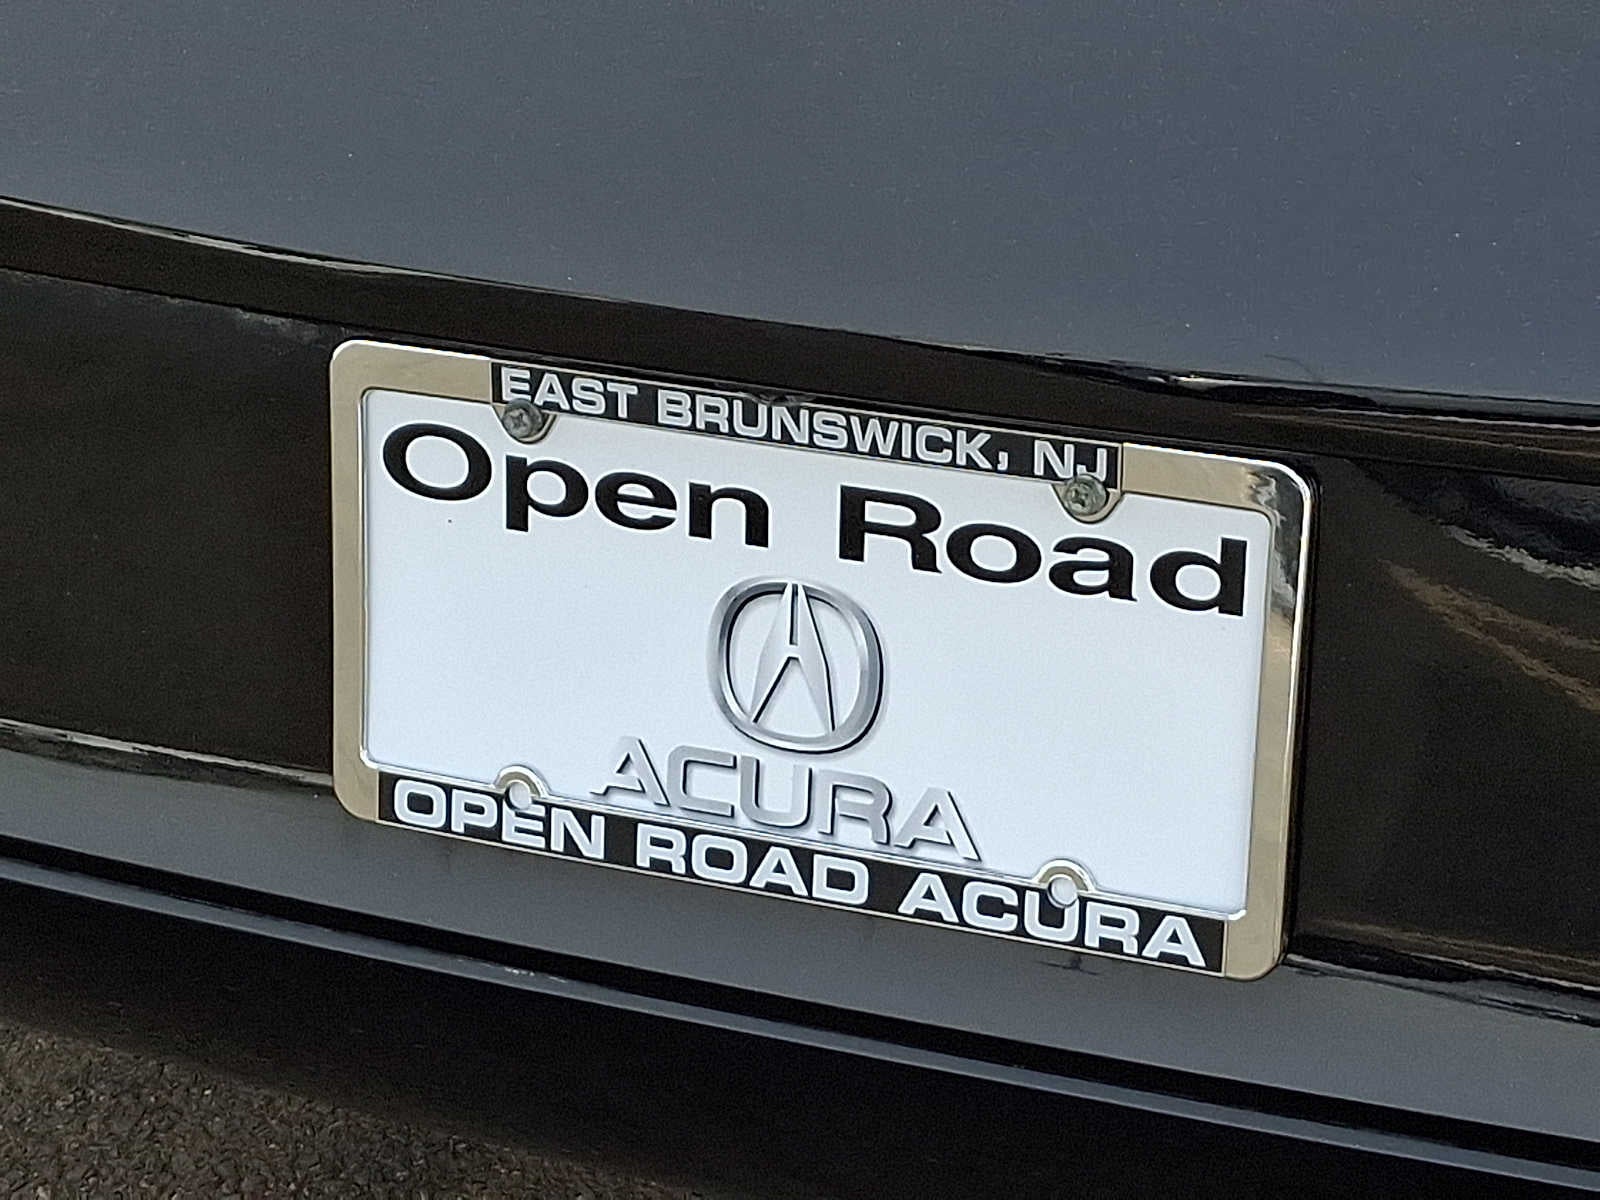 EAST BRUNSWICK, NJ
Open Road
ACURA
OPEN ROAD ACURA